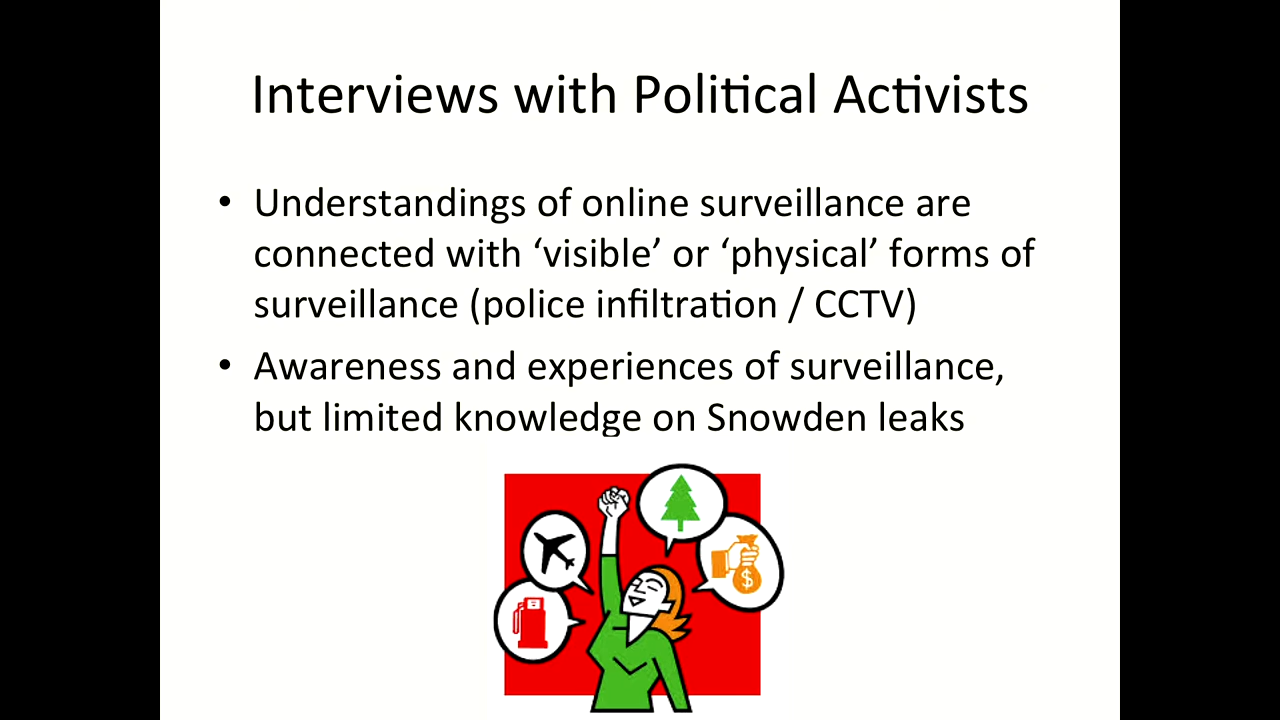 Interviews with Political Activists
• Understandings of online surveillance are
connected with ‘visible’ or ‘physical’ forms of
surveillance (police infiltration / CCTV)
• Awareness and experiences of surveillance,
but limited knowledge on Snowden leaks
$